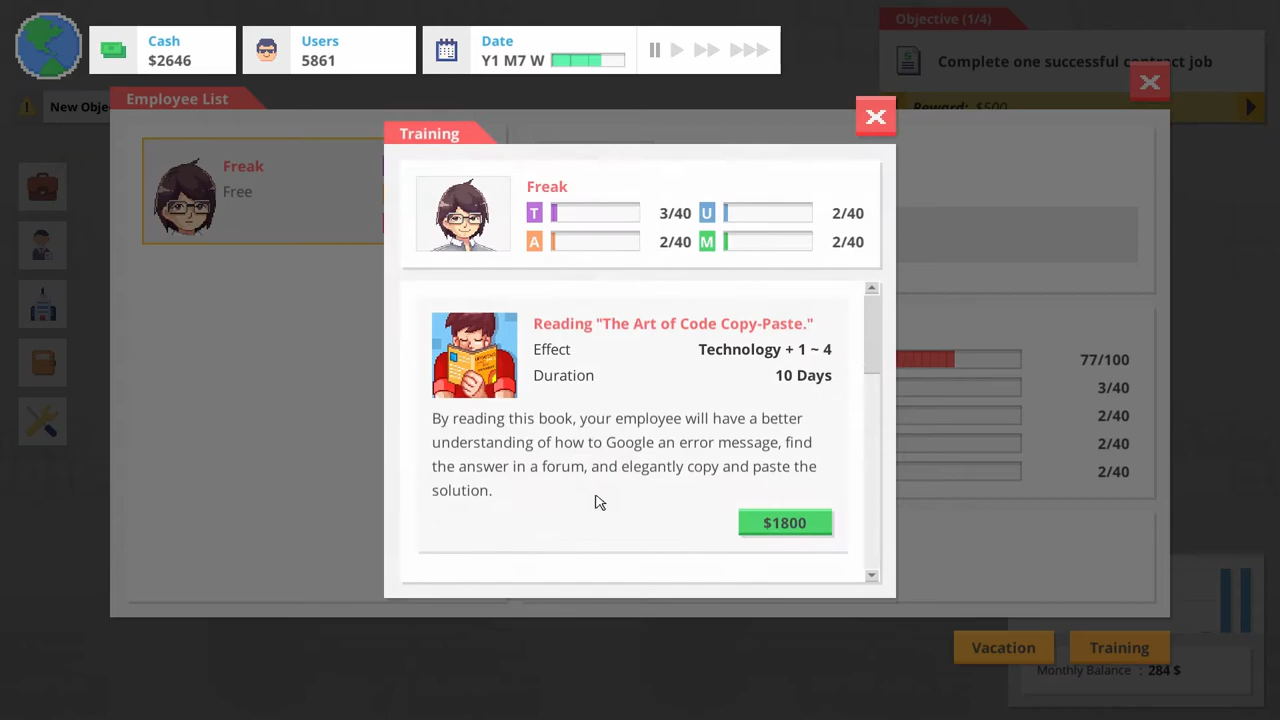 Cash
$2646
Users
5861
Date
Y1 M7 W
Objective (1/4)
Complete one successful contract job
Reward: $500
New Obje
Employee List
Freak
Free
Training
Freak
T 3/40 U 2/40
A 2/40 M 2/40
Reading "The Art of Code Copy-Paste."
Effect Technology + 1 ~ 4
Duration 10 Days
By reading this book, your employee will have a better
understanding of how to Google an error message, find
the answer in a forum, and elegantly copy and paste the
solution.
$1800
77/100
3/40
2/40
2/40
2/40
Vacation
Training
Monthly Balance : 284 $